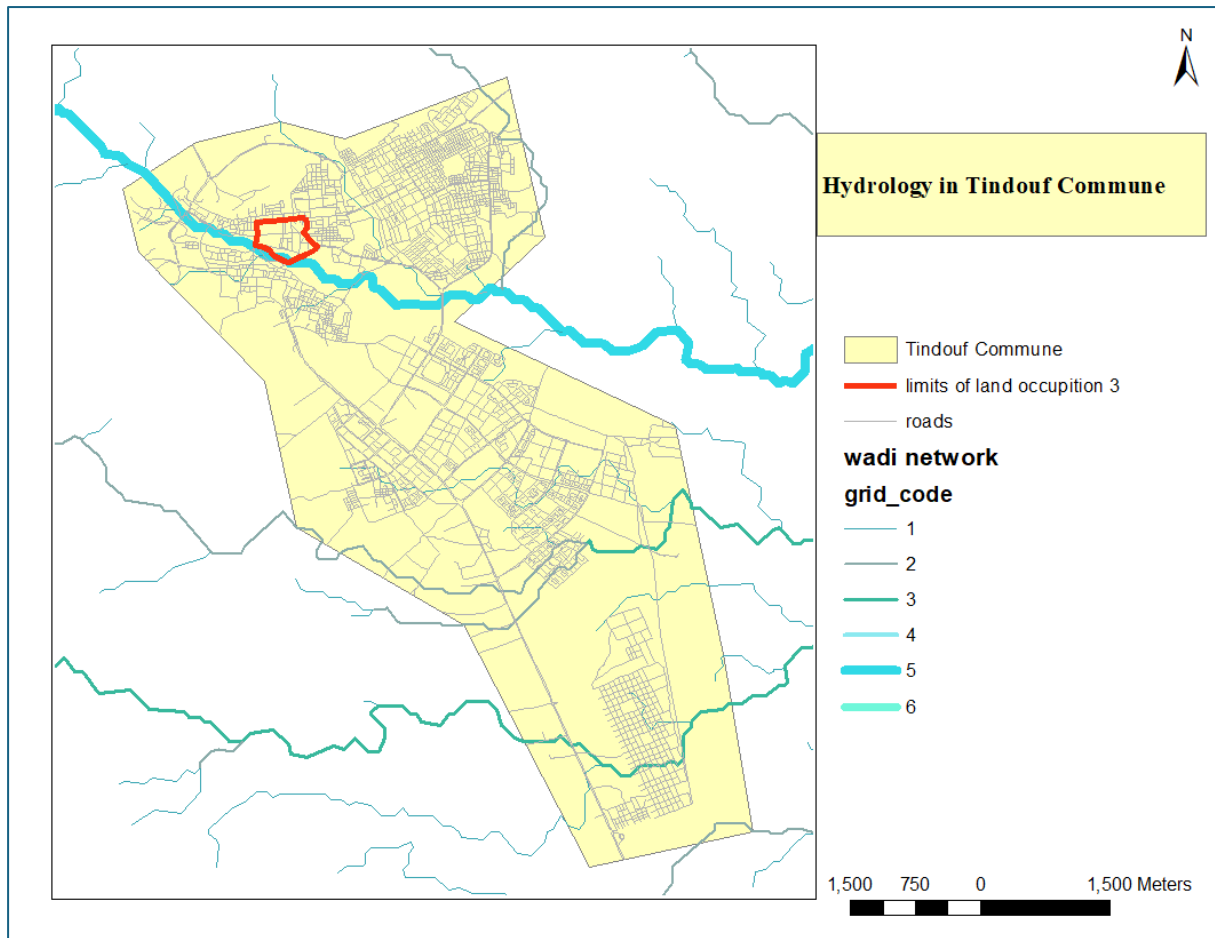 N
Hydrology in Tindouf Commune
Tindouf Commune
limits of land occupition 3
roads
wadi network
grid_code
1
2
3
4
5
6
1,500 750 0 1,500 Meters